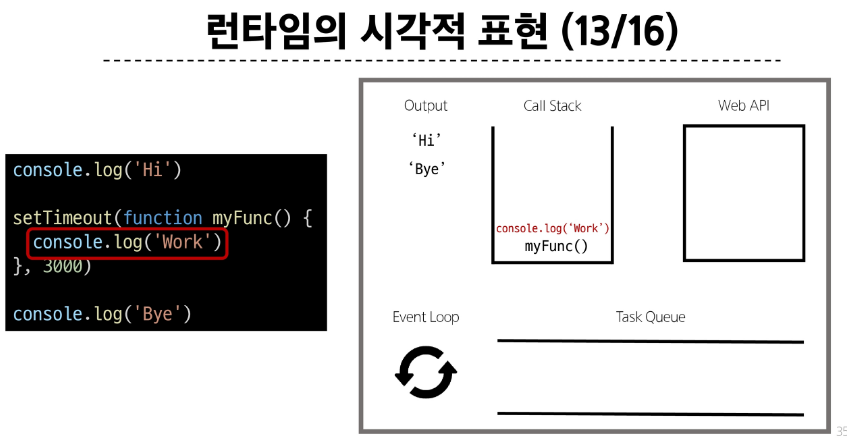 런타임의 시각적 표현 (13/16)
console.log('Hi')
setTimeout(function myFunc() {
console.log('Work')
}, 3000)
console.log('Bye')
Output
Call Stack
Web API
‘Hi’
‘Bye’
console.log(‘Work’)
myFunc()
Event Loop
Task Queue
35